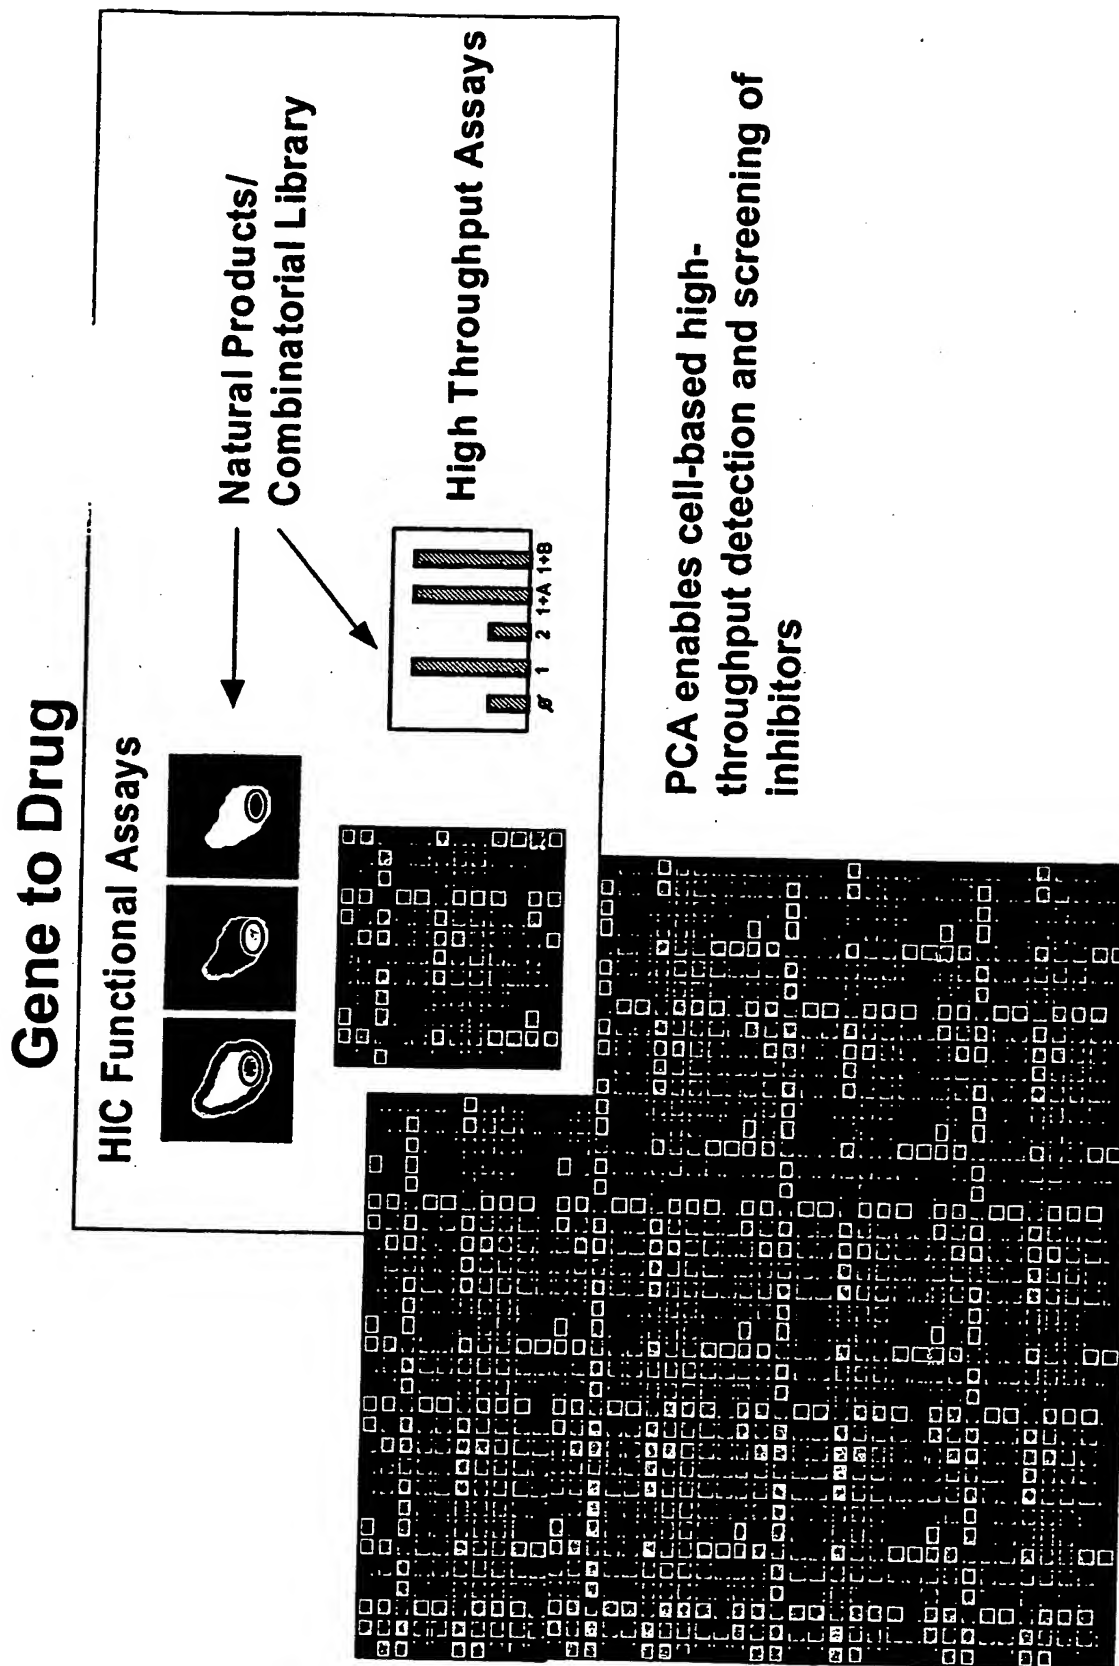 Gene to Drug
HIC Functional Assays
Natural Products/
Combinatorial Library
ø 1 2 1+A 1+B
High Throughput Assays
PCA enables cell-based high-
throughput detection and screening of
inhibitors